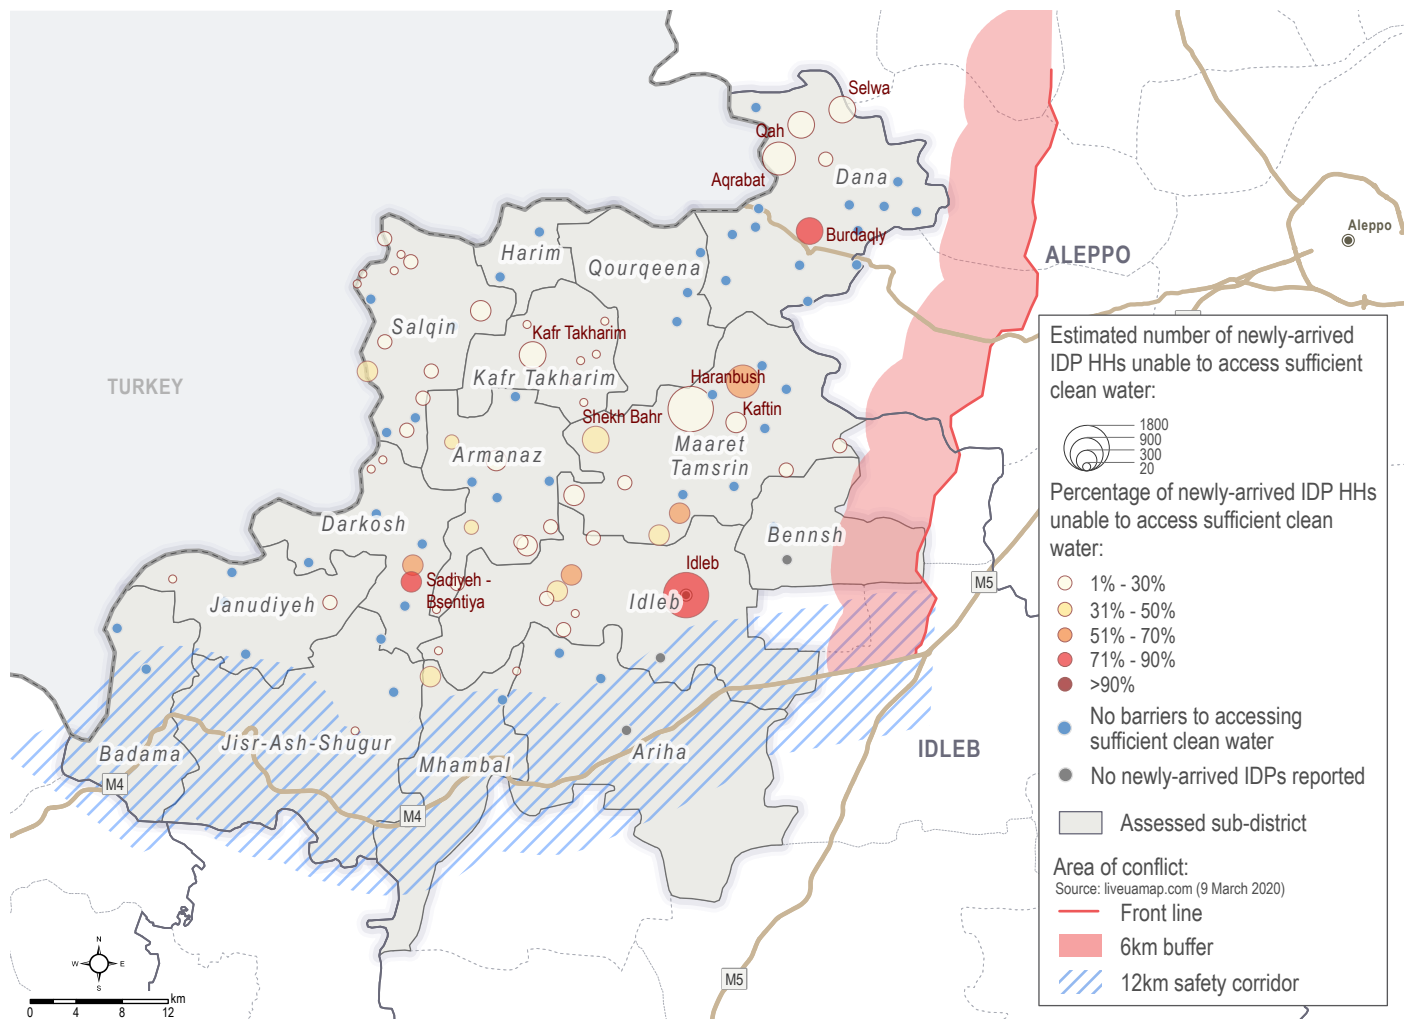 Selwa
Qah
Aqrabat
Dana
Burdaqly
Aleppo
ALEPPO
Harim
Qourqeena
Salqin
Kafr Takharim
Kafr Takharim
TURKEY
Haranbush
Kaftin
Shekh Bahr
Maaret
Tamsrin
Armanaz
Darkosh
Bennsh
Sadiyeh -
Bsentiya
Idleb
Idleb
Janudiyeh
M5
Badama
Jisr-Ash-Shugur
Mhambal
Ariha
IDLEB
M4
M4
M5
N
W
E
S
km
0
4
8
12
Estimated number of newly-arrived
IDP HHs unable to access sufficient
clean water:
1800
900
300
20
Percentage of newly-arrived IDP HHs
unable to access sufficient clean
water:
1% - 30%
31% - 50%
51% - 70%
71% - 90%
>90%
No barriers to accessing
sufficient clean water
No newly-arrived IDPs reported
Assessed sub-district
Area of conflict:
Source: liveuamap.com (9 March 2020)
Front line
6km buffer
12km safety corridor